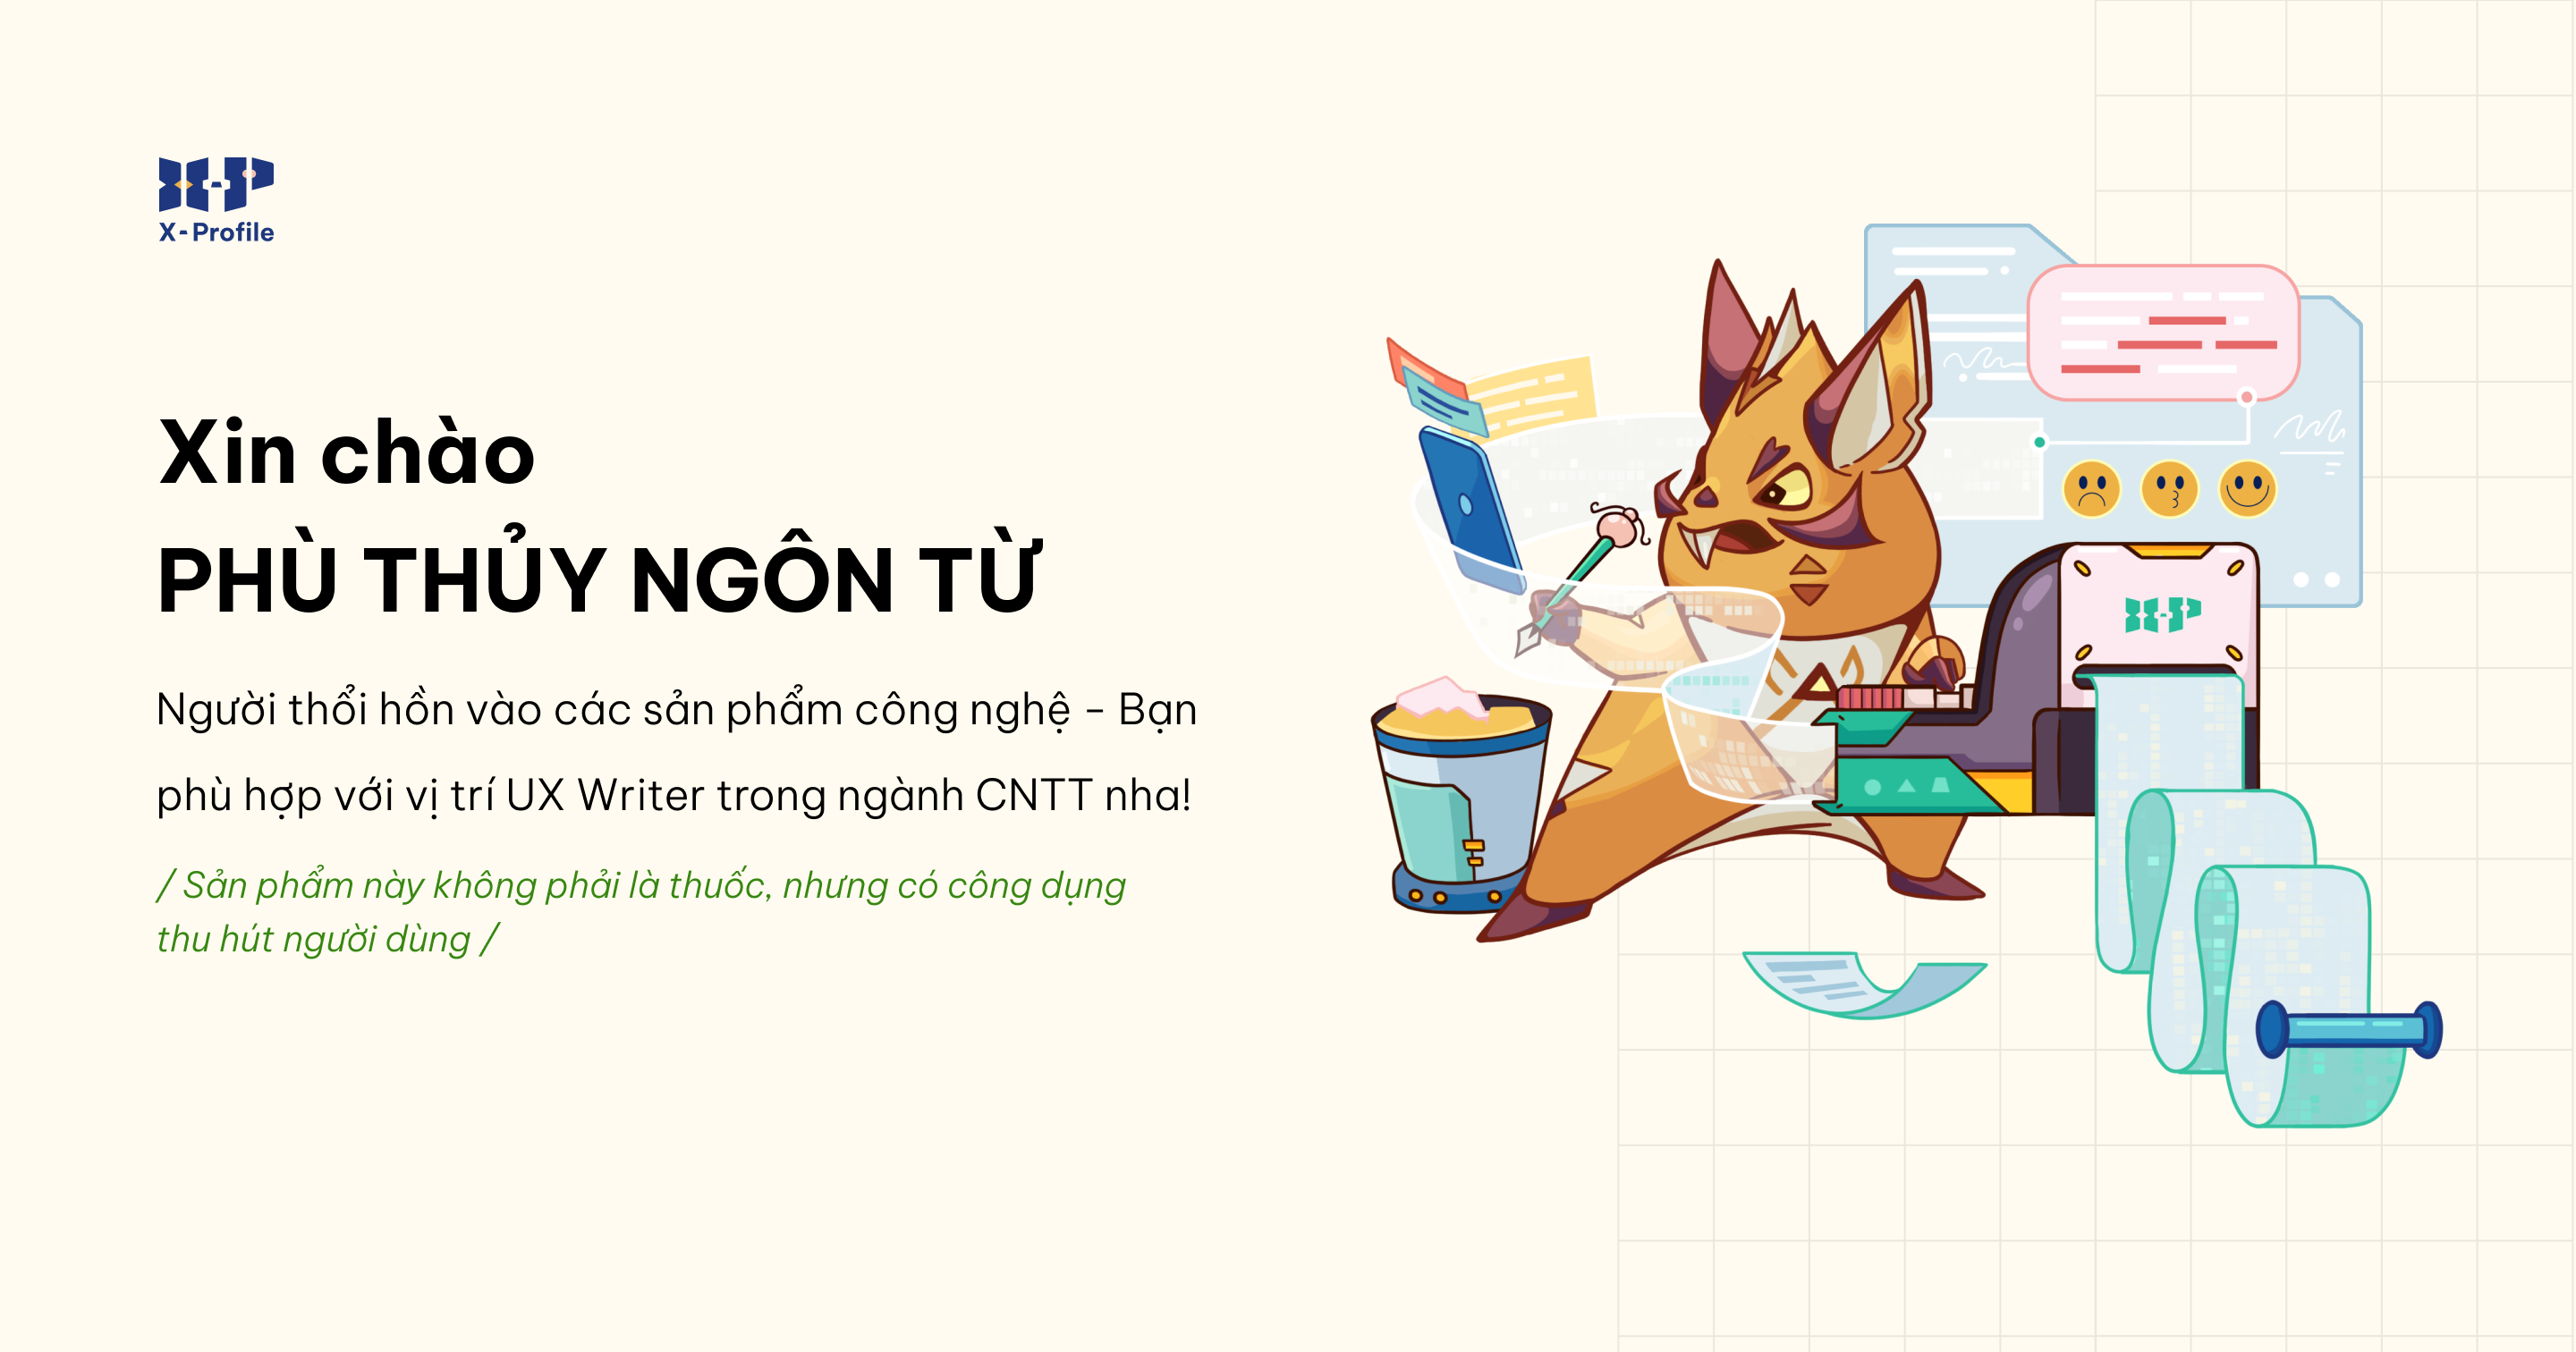 X-P
X-Profile
Xin chào
PHÙ THỦY NGÔN TỪ
Người thổi hồn vào các sản phẩm công nghệ - Bạn
phù hợp với vị trí UX Writer trong ngành CNTT nha!
/ Sản phẩm này không phải là thuốc, nhưng có công dụng
thu hút người dùng /
X-P